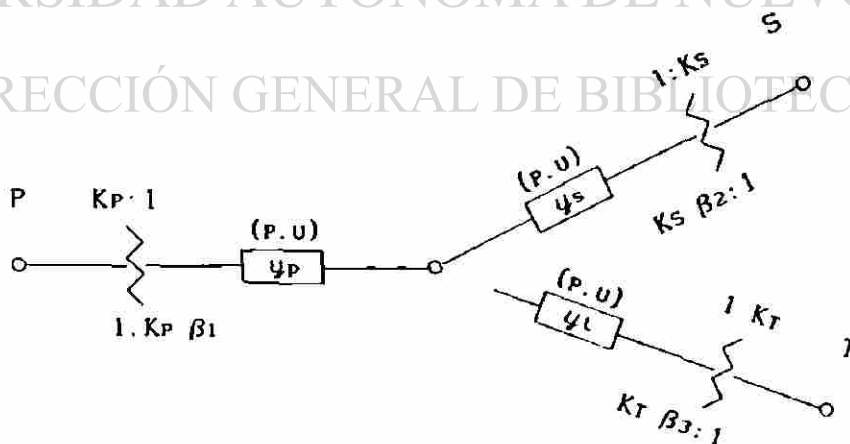 RSIDAD AUTÓNOMA DE NUEVO
RECCIÓN GENERAL DE BIBLIOTEC
S
1:KS
(P.U)
ys
KS β2:1
P
KP· 1
(P.U)
yp
1.KP β1
(P.U)
yt
1 KT
KT β3:1